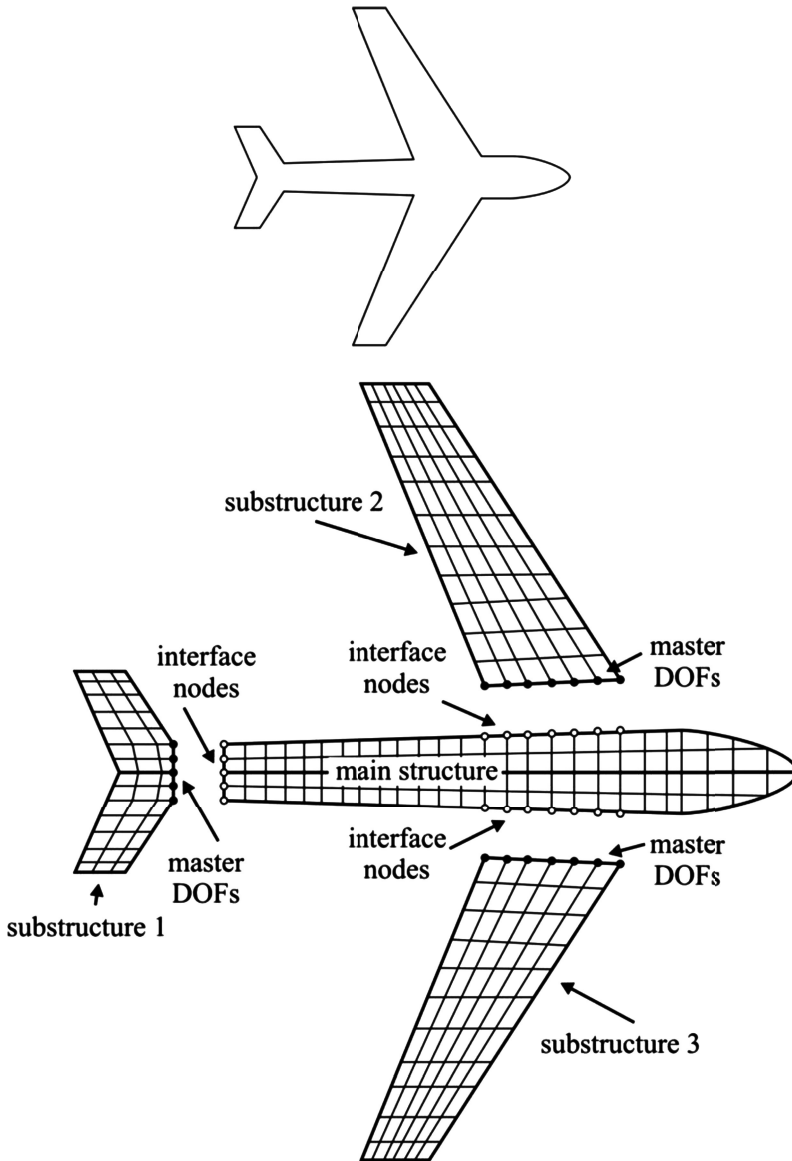 substructure 2
interface
nodes
interface
nodes
master
DOFs
main structure
master
DOFs
interface
nodes
master
DOFs
substructure 1
substructure 3